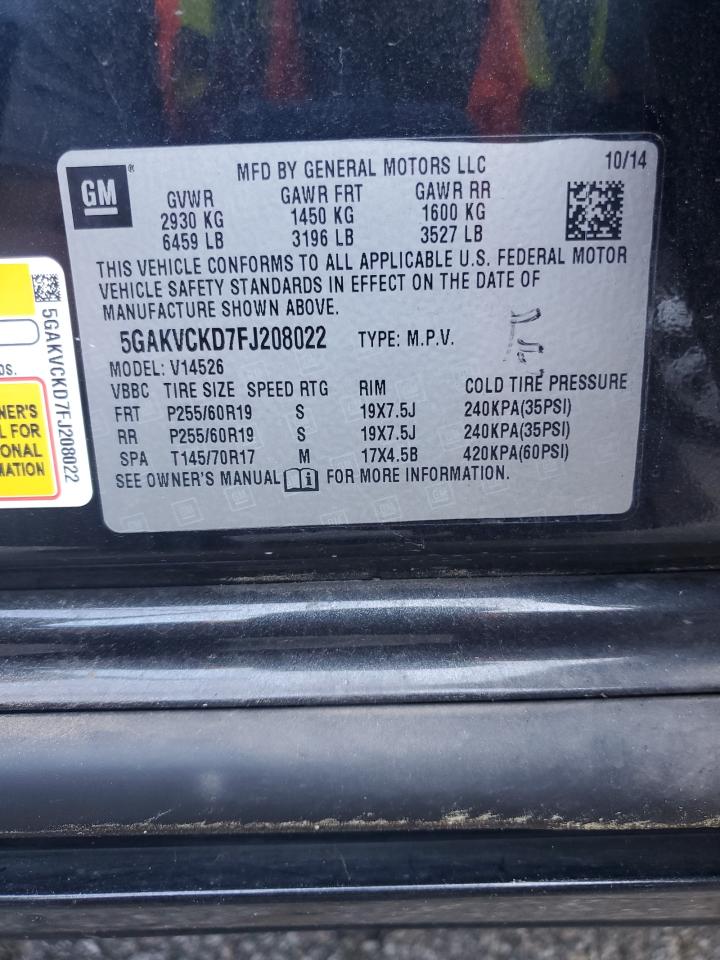 GM
MFD BY GENERAL MOTORS LLC 10/14
GVWR GAWR FRT GAWR RR
2930 KG 1450 KG 1600 KG
6459 LB 3196 LB 3527 LB
THIS VEHICLE CONFORMS TO ALL APPLICABLE U.S. FEDERAL MOTOR
VEHICLE SAFETY STANDARDS IN EFFECT ON THE DATE OF
MANUFACTURE SHOWN ABOVE.
5GAKVCKD7FJ208022 TYPE: M.P.V.
MODEL: V14526
VBBC TIRE SIZE SPEED RTG RIM COLD TIRE PRESSURE
FRT P255/60R19 S 19X7.5J 240KPA(35PSI)
RR P255/60R19 S 19X7.5J 240KPA(35PSI)
SPA T145/70R17 M 17X4.5B 420KPA(60PSI)
SEE OWNER'S MANUAL FOR MORE INFORMATION.
5GAKVCKD7FJ208022